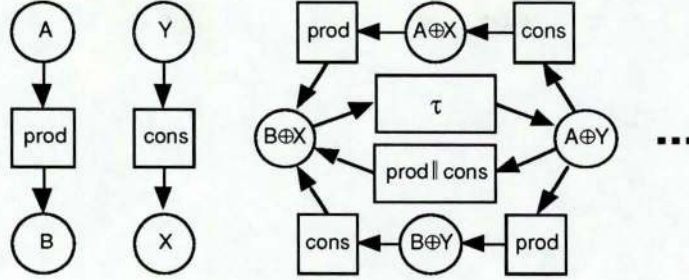 A
Y
prod
A⊕X
cons
prod
cons
B⊕X
τ
A⊕Y
...
prod ∥ cons
B
X
cons
B⊕Y
prod